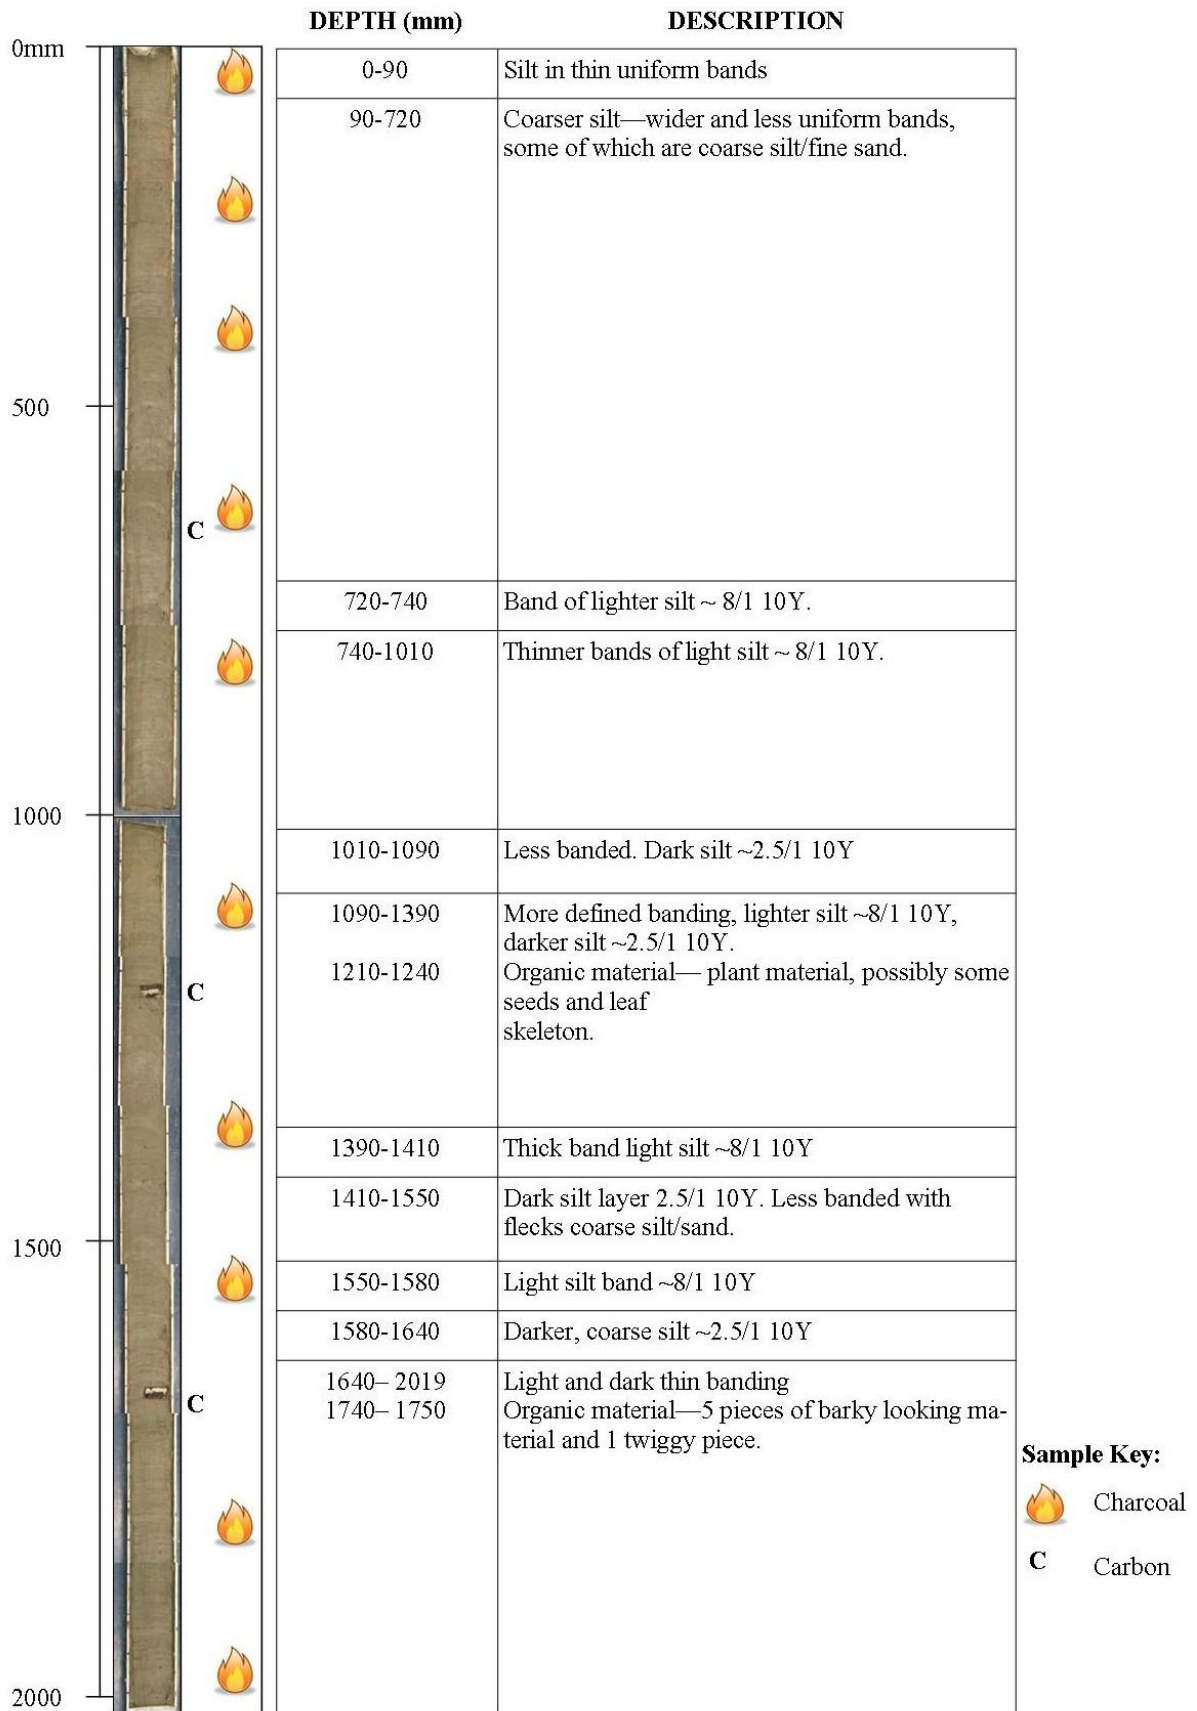 DEPTH (mm) DESCRIPTION
0mm
0-90 Silt in thin uniform bands
90-720 Coarser silt—wider and less uniform bands,
some of which are coarse silt/fine sand.
500
C
720-740 Band of lighter silt ~ 8/1 10Y.
740-1010 Thinner bands of light silt ~ 8/1 10Y.
1000
1010-1090 Less banded. Dark silt ~2.5/1 10Y
1090-1390 More defined banding, lighter silt ~8/1 10Y,
darker silt ~2.5/1 10Y.
C 1210-1240 Organic material— plant material, possibly some
seeds and leaf
skeleton.
1390-1410 Thick band light silt ~8/1 10Y
1410-1550 Dark silt layer 2.5/1 10Y. Less banded with
flecks coarse silt/sand.
1500
1550-1580 Light silt band ~8/1 10Y
1580-1640 Darker, coarse silt ~2.5/1 10Y
1640– 2019 Light and dark thin banding
C 1740– 1750 Organic material—5 pieces of barky looking ma-
terial and 1 twiggy piece.
Sample Key:
Charcoal
C Carbon
2000